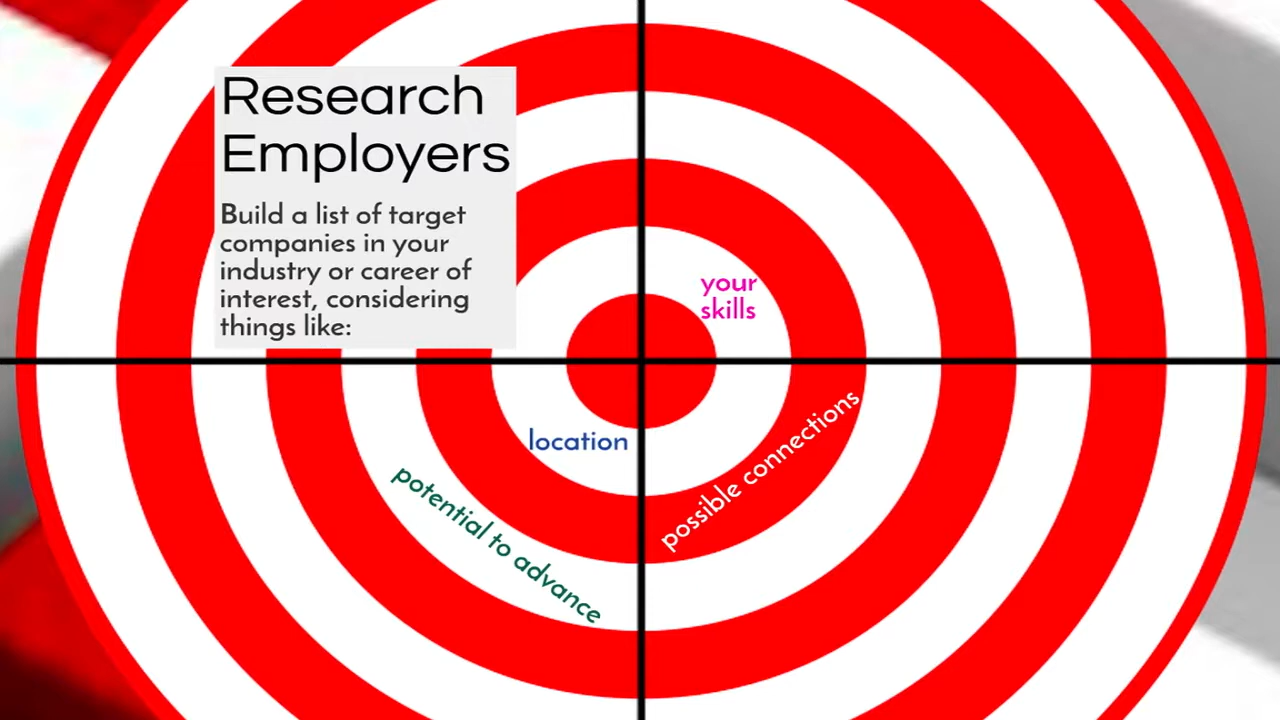 Research
Employers
Build a list of target
companies in your
industry or career of
interest, considering
things like:
your
skills
location
possible connections
potential to advance